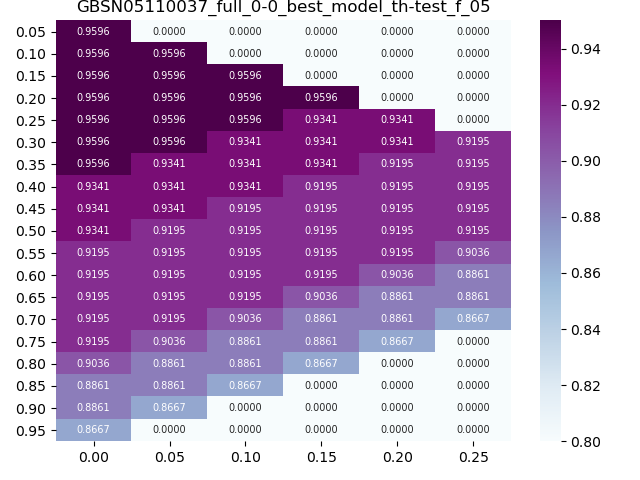 GBSN05110037_full_0-0_best_model_th-test_f_05
0.05 0.9596 0.0000 0.0000 0.0000 0.0000 0.0000
0.10 0.9596 0.9596 0.0000 0.0000 0.0000 0.0000
0.15 0.9596 0.9596 0.9596 0.0000 0.0000 0.0000
0.20 0.9596 0.9596 0.9596 0.9596 0.0000 0.0000
0.25 0.9596 0.9596 0.9596 0.9341 0.9341 0.0000
0.30 0.9596 0.9596 0.9341 0.9341 0.9341 0.9195
0.35 0.9596 0.9341 0.9341 0.9341 0.9195 0.9195
0.40 0.9341 0.9341 0.9341 0.9195 0.9195 0.9195
0.45 0.9341 0.9341 0.9195 0.9195 0.9195 0.9195
0.50 0.9341 0.9195 0.9195 0.9195 0.9195 0.9195
0.55 0.9195 0.9195 0.9195 0.9195 0.9195 0.9036
0.60 0.9195 0.9195 0.9195 0.9195 0.9036 0.8861
0.65 0.9195 0.9195 0.9195 0.9036 0.8861 0.8861
0.70 0.9195 0.9195 0.9036 0.8861 0.8861 0.8667
0.75 0.9195 0.9036 0.8861 0.8861 0.8667 0.0000
0.80 0.9036 0.8861 0.8861 0.8667 0.0000 0.0000
0.85 0.8861 0.8861 0.8667 0.0000 0.0000 0.0000
0.90 0.8861 0.8667 0.0000 0.0000 0.0000 0.0000
0.95 0.8667 0.0000 0.0000 0.0000 0.0000 0.0000
0.00 0.05 0.10 0.15 0.20 0.25
0.94
0.92
0.90
0.88
0.86
0.84
0.82
0.80